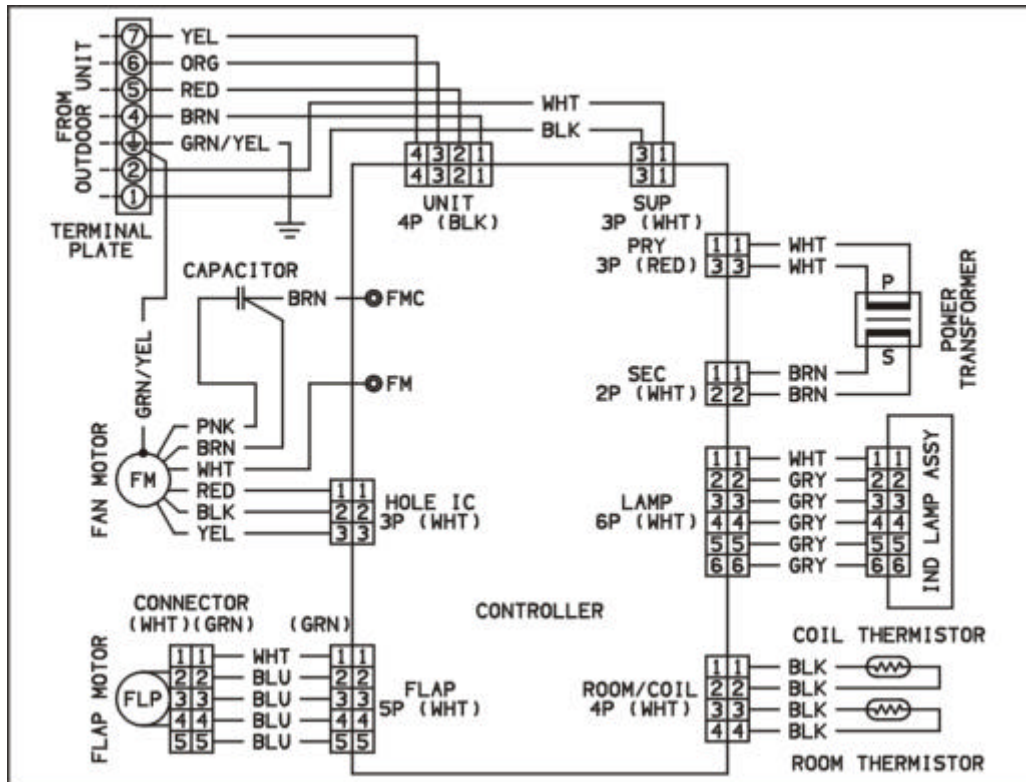 FROM
OUTDOOR UNIT
7 YEL
6 ORG
5 RED
4 BRN
GRN/YEL
2
1
TERMINAL
PLATE
WHT
BLK
4 3 2 1
4 3 2 1
UNIT
4P (BLK)
3 1
3 1
SUP
3P (WHT)
PRY
3P (RED)
1 1 WHT
3 3 WHT
P
S
POWER
TRANSFORMER
CAPACITOR
BRN
FMC
FM
SEC
2P (WHT)
1 1 BRN
2 2 BRN
GRN/YEL
FAN MOTOR
FM
PNK
BRN
WHT
RED
BLK
YEL
1 1
2 2
3 3
HOLE IC
3P (WHT)
LAMP
6P (WHT)
1 1 WHT 1 1
2 2 GRY 2 2
3 3 GRY 3 3
4 4 GRY 4 4
5 5 GRY 5 5
6 6 GRY 6 6
IND LAMP ASSY
CONTROLLER
CONNECTOR
(WHT)(GRN) (GRN)
FLAP MOTOR
FLP
1 1 WHT 1 1
2 2 BLU 2 2
3 3 BLU 3 3
4 4 BLU 4 4
5 5 BLU 5 5
FLAP
5P (WHT)
COIL THERMISTOR
ROOM/COIL
4P (WHT)
1 1 BLK
2 2 BLK
3 3 BLK
4 4 BLK
ROOM THERMISTOR